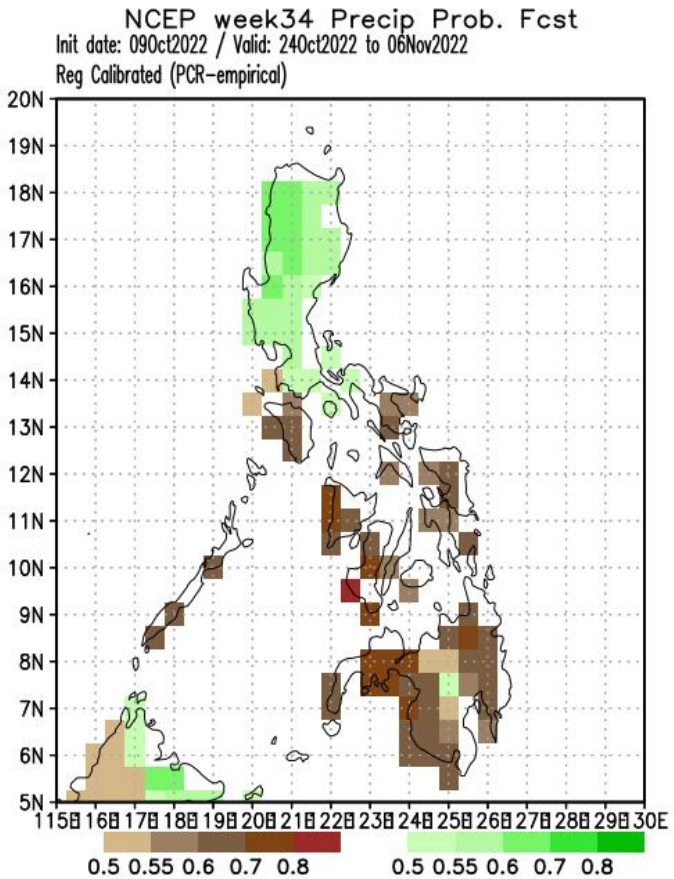 NCEP week34 Precip Prob. Fcst
Init date: 09Oct2022 / Valid: 24Oct2022 to 06Nov2022
Reg Calibrated (PCR-empirical)
20N
19N
18N
17N
16N
15N
14N
13N
12N
11N
10N
9N
8N
7N
6N
5N
115E 116E 117E 118E 119E 120E 121E 122E 123E 124E 125E 126E 127E 128E 129E 130E
0.5 0.55 0.6 0.7 0.8 0.5 0.55 0.6 0.7 0.8